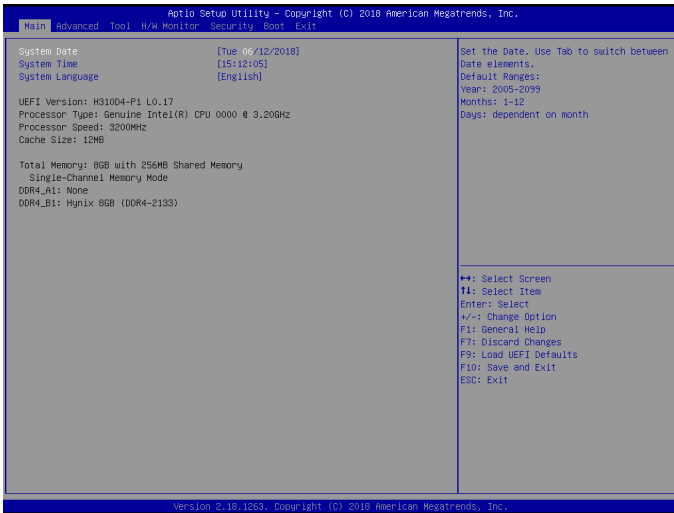 Aptio Setup Utility – Copyright (C) 2018 American Megatrends, Inc.
Main Advanced Tool H/W Monitor Security Boot Exit
System Date [Tue 06/12/2018]
System Time [15:12:05]
System Language [English]
UEFI Version: H310D4-P1 L0.17
Processor Type: Genuine Intel(R) CPU 0000 @ 3.20GHz
Processor Speed: 3200MHz
Cache Size: 12MB
Total Memory: 8GB with 256MB Shared Memory
Single-Channel Memory Mode
DDR4_A1: None
DDR4_B1: Hynix 8GB (DDR4-2133)
Set the Date. Use Tab to switch between
Date elements.
Default Ranges:
Year: 2005-2099
Months: 1-12
Days: dependent on month
→←: Select Screen
↑↓: Select Item
Enter: Select
+/-: Change Option
F1: General Help
F7: Discard Changes
F9: Load UEFI Defaults
F10: Save and Exit
ESC: Exit
Version 2.18.1263. Copyright (C) 2018 American Megatrends, Inc.